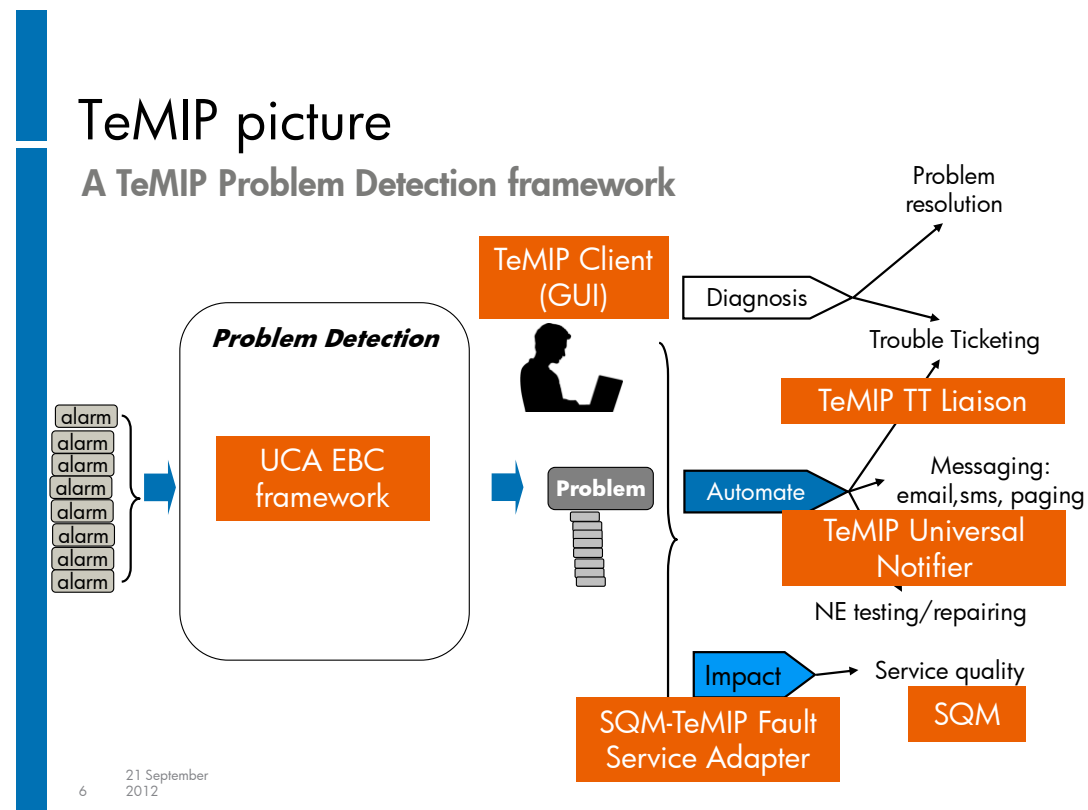 TeMIP picture
A TeMIP Problem Detection framework
Problem
resolution
TeMIP Client
(GUI)
Diagnosis
Problem Detection
Trouble Ticketing
TeMIP TT Liaison
alarm
alarm
alarm
alarm
alarm
alarm
alarm
alarm
UCA EBC
framework
Problem
Automate
Messaging:
email,sms, paging
TeMIP Universal
Notifier
NE testing/repairing
Impact
Service quality
SQM-TeMIP Fault
Service Adapter
SQM
6
21 September
2012